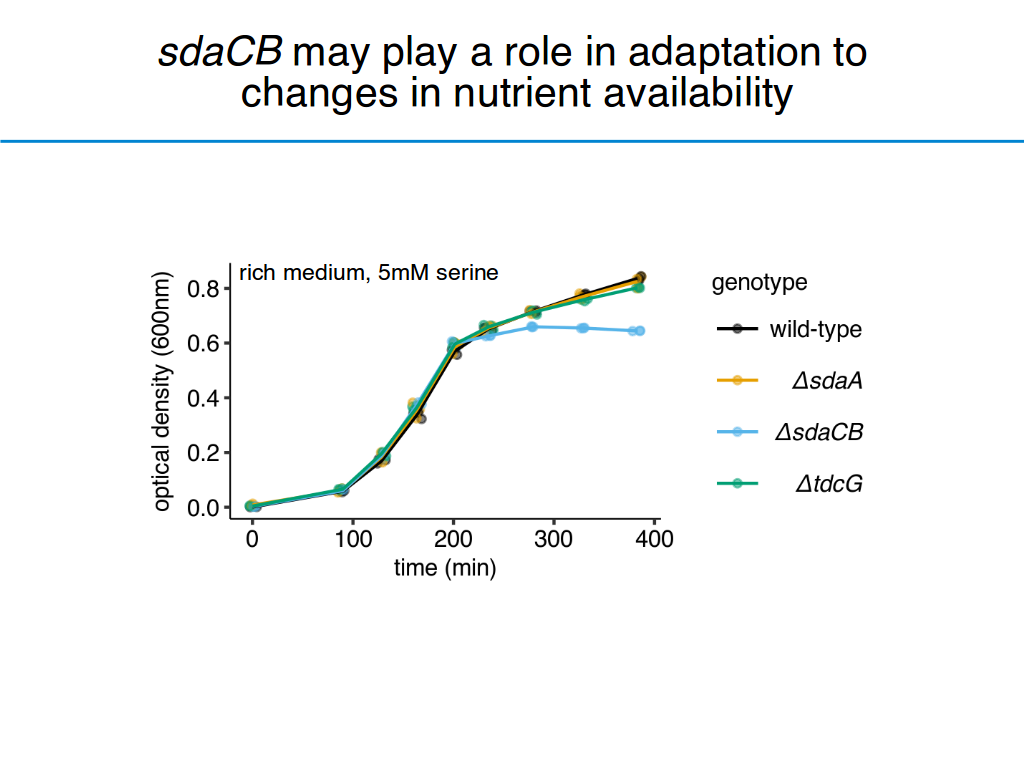 sdaCB may play a role in adaptation to
changes in nutrient availability
rich medium, 5mM serine
optical density (600nm)
0.8
0.6
0.4
0.2
0.0
0 100 200 300 400
time (min)
genotype
wild-type
ΔsdaA
ΔsdaCB
ΔtdcG